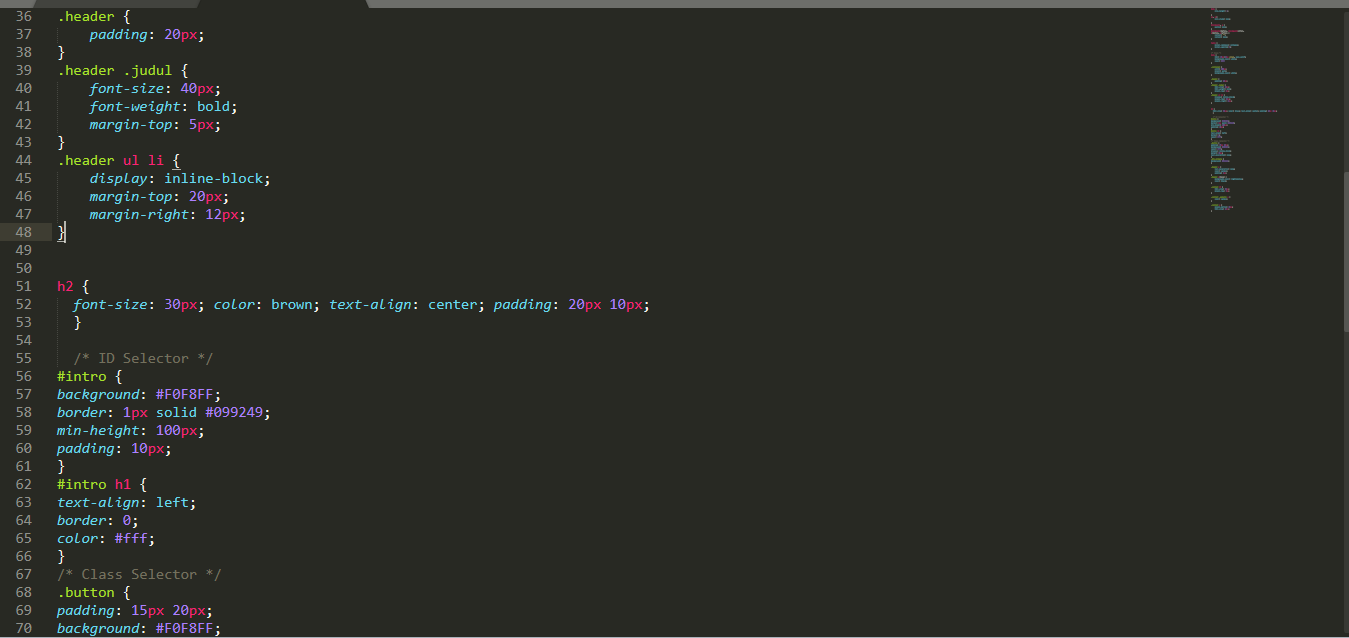 36 .header {
37 padding: 20px;
38 }
39 .header .judul {
40 font-size: 40px;
41 font-weight: bold;
42 margin-top: 5px;
43 }
44 .header ul li {
45 display: inline-block;
46 margin-top: 20px;
47 margin-right: 12px;
48 }
49
50
51 h2 {
52 font-size: 30px; color: brown; text-align: center; padding: 20px 10px;
53 }
54
55 /* ID Selector */
56 #intro {
57 background: #F0F8FF;
58 border: 1px solid #099249;
59 min-height: 100px;
60 padding: 10px;
61 }
62 #intro h1 {
63 text-align: left;
64 border: 0;
65 color: #fff;
66 }
67 /* Class Selector */
68 .button {
69 padding: 15px 20px;
70 background: #F0F8FF;